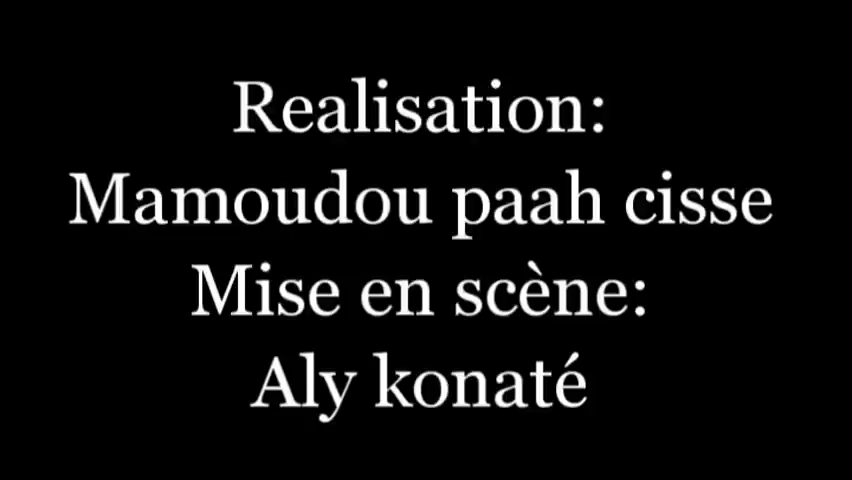 Realisation:
Mamoudou paah cisse
Mise en scène:
Aly konaté